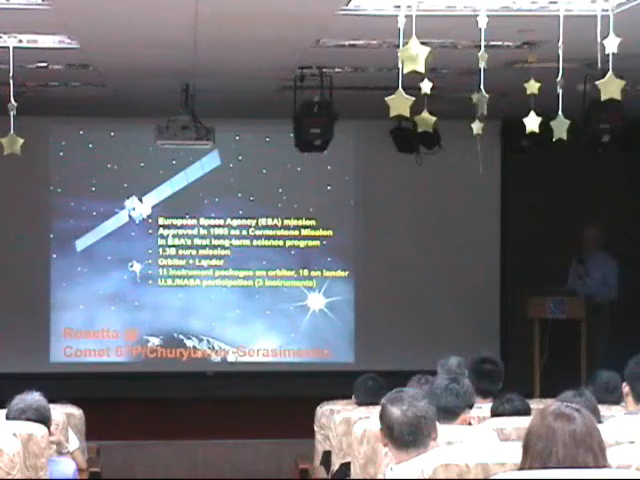 European Space Agency (ESA) mission
Approved in 1993 as a Cornerstone Mission
in ESA's first long-term science program
1.3B euro mission
Orbiter + Lander
11 instrument packages on orbiter, 10 on lander
U.S./NASA participation (3 instruments)
Rosetta @
Comet 67P/Churyumov-Gerasimenko